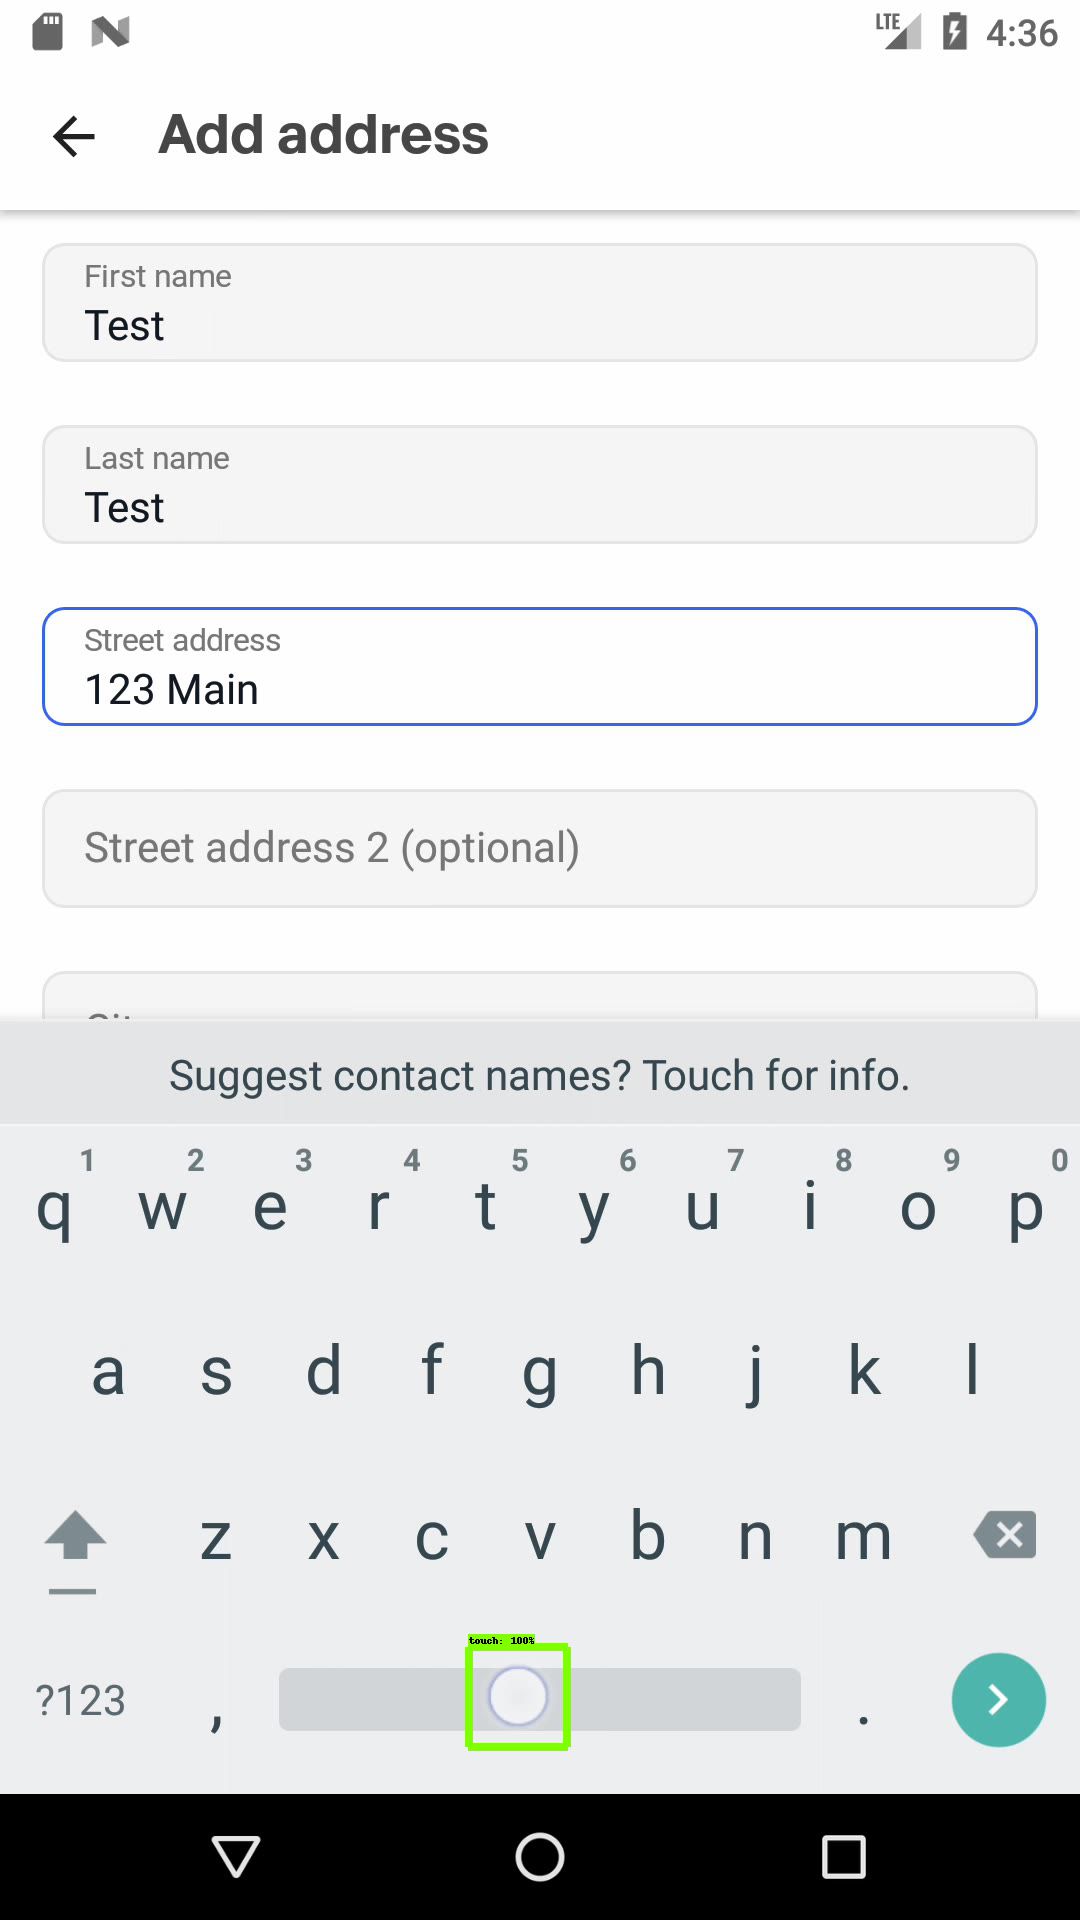 LTE 4:36
Add address
First name
Test
Last name
Test
Street address
123 Main
Street address 2 (optional)
Suggest contact names? Touch for info.
1 2 3 4 5 6 7 8 9 0
q w e r t y u i o p
a s d f g h j k l
z x c v b n m
touch: 100%
?123 , .